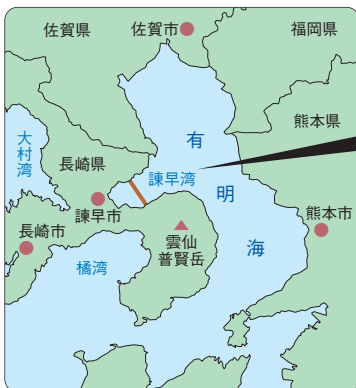 佐賀県
佐賀市
福岡県
有明海
熊本県
大村湾
長崎県
諫早湾
諫早市
長崎市
雲仙
普賢岳
熊本市
橘湾